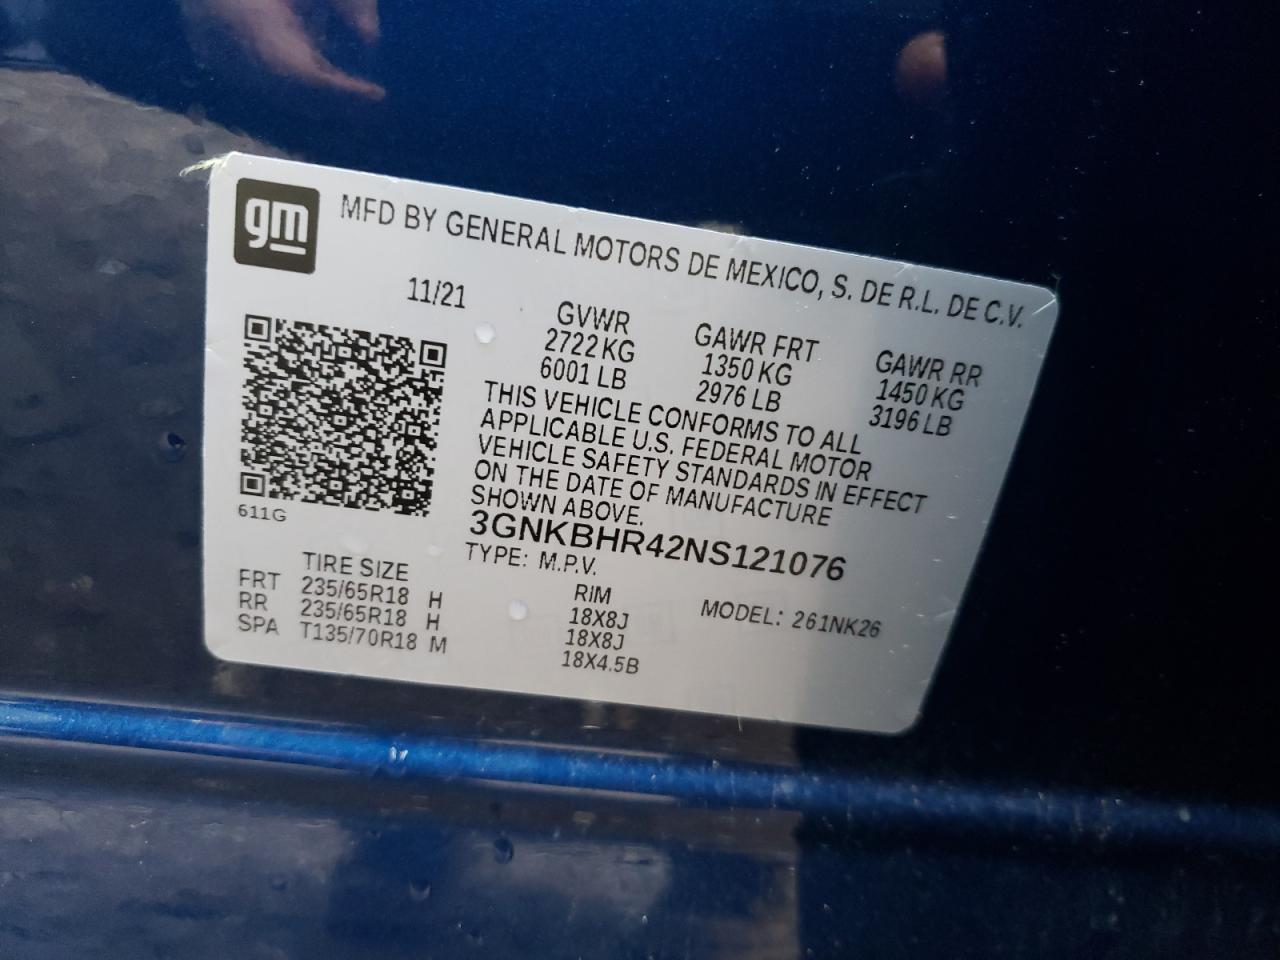 gm
MFD BY GENERAL MOTORS DE MEXICO, S. DE R.L. DE C.V.
11/21
GVWR
2722 KG
6001 LB
GAWR FRT
1350 KG
2976 LB
GAWR RR
1450 KG
3196 LB
THIS VEHICLE CONFORMS TO ALL
APPLICABLE U.S. FEDERAL MOTOR
VEHICLE SAFETY STANDARDS IN EFFECT
ON THE DATE OF MANUFACTURE
SHOWN ABOVE.
611G
3GNKBHR42NS121076
TYPE: M.P.V.
MODEL: 261NK26
TIRE SIZE RIM
FRT 235/65R18 H 18X8J
RR 235/65R18 H 18X8J
SPA T135/70R18 M 18X4.5B